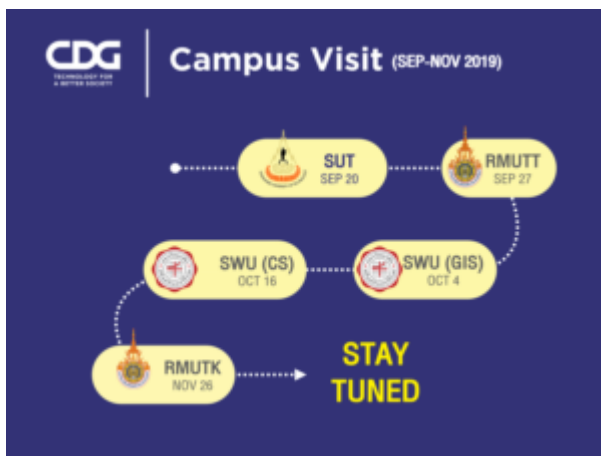 CDG
TECHNOLOGY FOR
A BETTER SOCIETY
Campus Visit (SEP-NOV 2019)
SUT
SEP 20
RMUTT
SEP 27
SWU (GIS)
OCT 4
SWU (CS)
OCT 16
RMUTK
NOV 26
STAY
TUNED